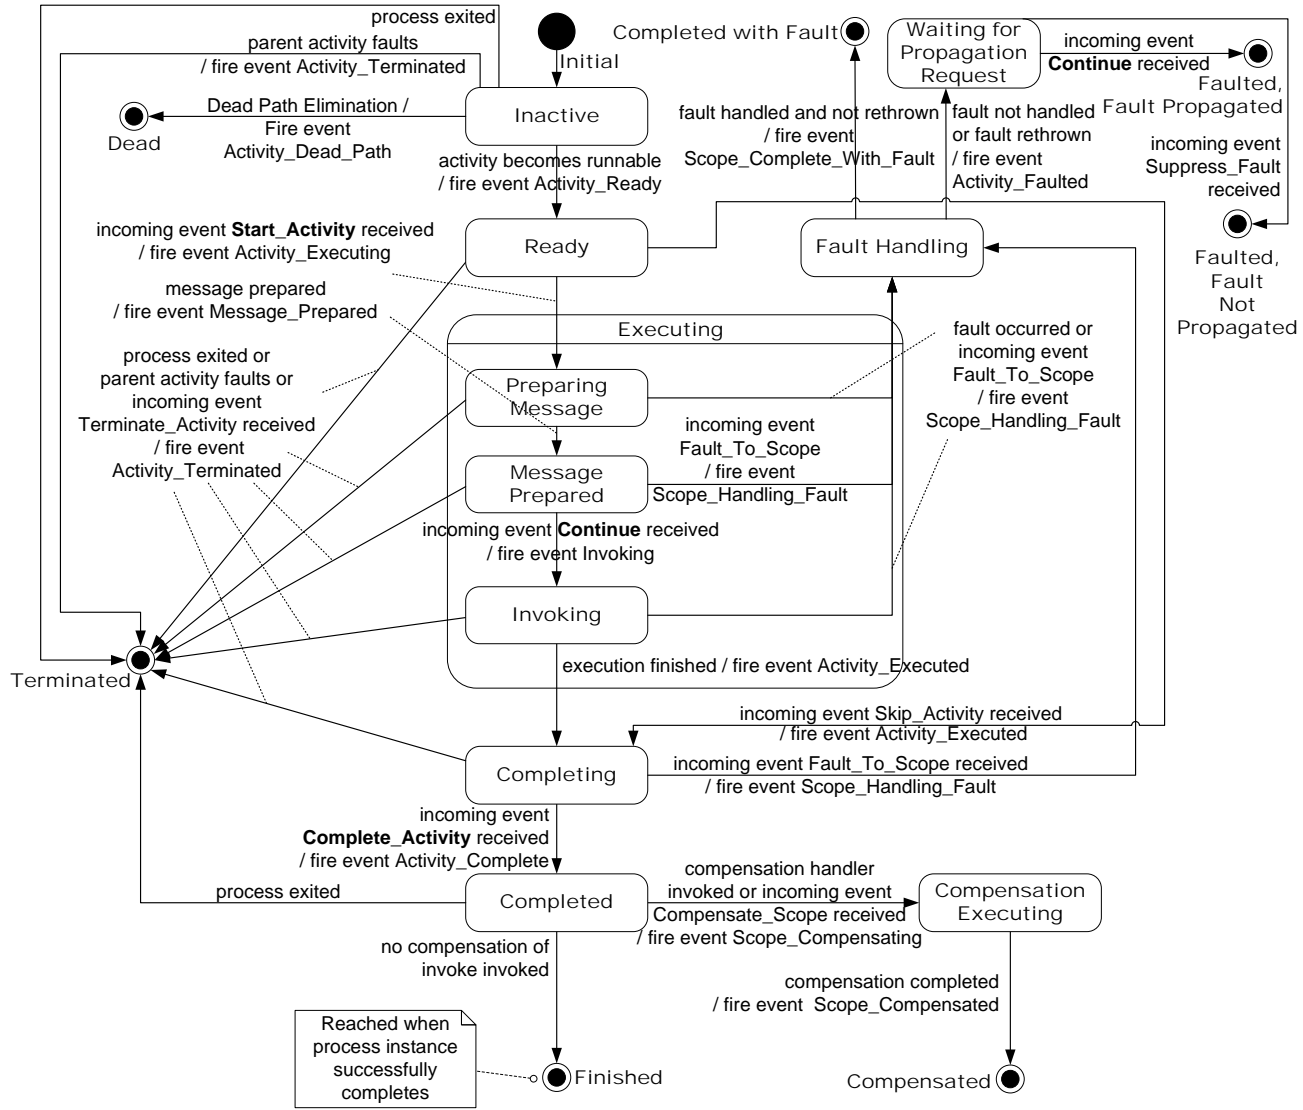 process exited
parent activity faults
/ fire event Activity_Terminated
Initial
Completed with Fault
Waiting for
Propagation
Request
incoming event
Continue received
Faulted,
Fault Propagated
Dead Path Elimination /
Fire event
Activity_Dead_Path
Dead
Inactive
fault handled and not rethrown
/ fire event
Scope_Complete_With_Fault
fault not handled
or fault rethrown
/ fire event
Activity_Faulted
incoming event
Suppress_Fault
received
activity becomes runnable
/ fire event Activity_Ready
incoming event Start_Activity received
/ fire event Activity_Executing
Ready
Fault Handling
Faulted,
Fault
Not
Propagated
message prepared
/ fire event Message_Prepared
Executing
process exited or
parent activity faults or
incoming event
Terminate_Activity received
/ fire event
Activity_Terminated
Preparing
Message
fault occurred or
incoming event
Fault_To_Scope
/ fire event
Scope_Handling_Fault
incoming event
Fault_To_Scope
/ fire event
Scope_Handling_Fault
Message
Prepared
incoming event Continue received
/ fire event Invoking
Invoking
execution finished / fire event Activity_Executed
Terminated
incoming event Skip_Activity received
/ fire event Activity_Executed
Completing
incoming event Fault_To_Scope received
/ fire event Scope_Handling_Fault
incoming event
Complete_Activity received
/ fire event Activity_Complete
process exited
Completed
compensation handler
invoked or incoming event
Compensate_Scope received
/ fire event Scope_Compensating
Compensation
Executing
no compensation of
invoke invoked
compensation completed
/ fire event Scope_Compensated
Reached when
process instance
successfully
completes
Finished
Compensated